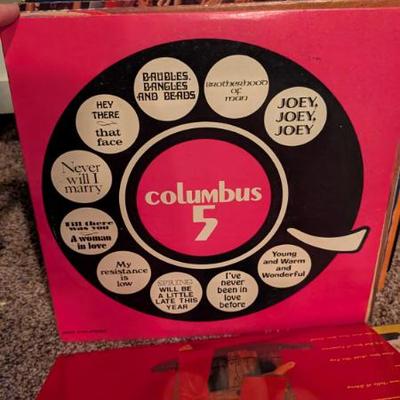 BAUBLES,
BANGLES
AND BEADS
BROTHERHOOD
OF
MAN
JOEY,
JOEY,
JOEY
HEY
THERE
that
face
Never
will I
marry
columbus
5
Till there
was you
A woman
in love
My
resistance
is low
SPRING
WILL BE
A LITTLE
LATE THIS
YEAR
I've
never
been in
love
before
Young
and Warm
and
Wonderful